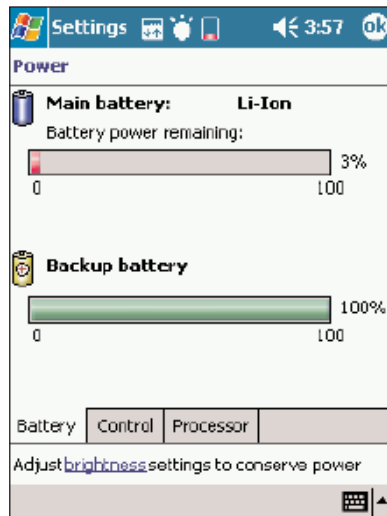 Settings 3:57 ok
Power
Main battery: Li-Ion
Battery power remaining:
3%
0 100
Backup battery
100%
0 100
Battery Control Processor
Adjust brightness settings to conserve power